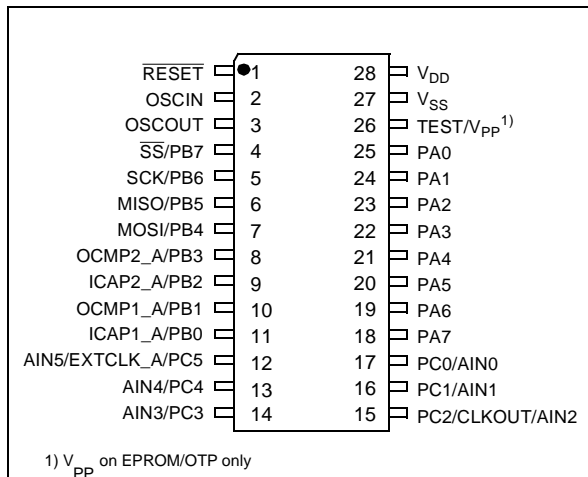 RESET 1 28 VDD
OSCIN 2 27 VSS
OSCOUT 3 26 TEST/VPP1)
SS/PB7 4 25 PA0
SCK/PB6 5 24 PA1
MISO/PB5 6 23 PA2
MOSI/PB4 7 22 PA3
OCMP2_A/PB3 8 21 PA4
ICAP2_A/PB2 9 20 PA5
OCMP1_A/PB1 10 19 PA6
ICAP1_A/PB0 11 18 PA7
AIN5/EXTCLK_A/PC5 12 17 PC0/AIN0
AIN4/PC4 13 16 PC1/AIN1
AIN3/PC3 14 15 PC2/CLKOUT/AIN2
1) VPP on EPROM/OTP only